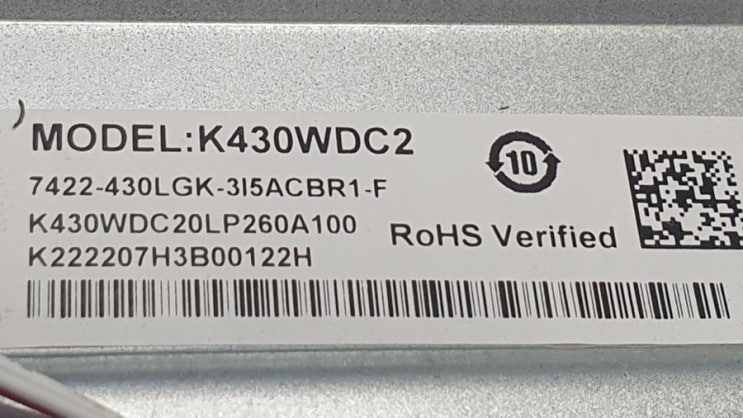 MODEL:K430WDC2
7422-430LGK-3I5ACBR1-F
K430WDC20LP260A100
K222207H3B00122H
10
RoHS Verified